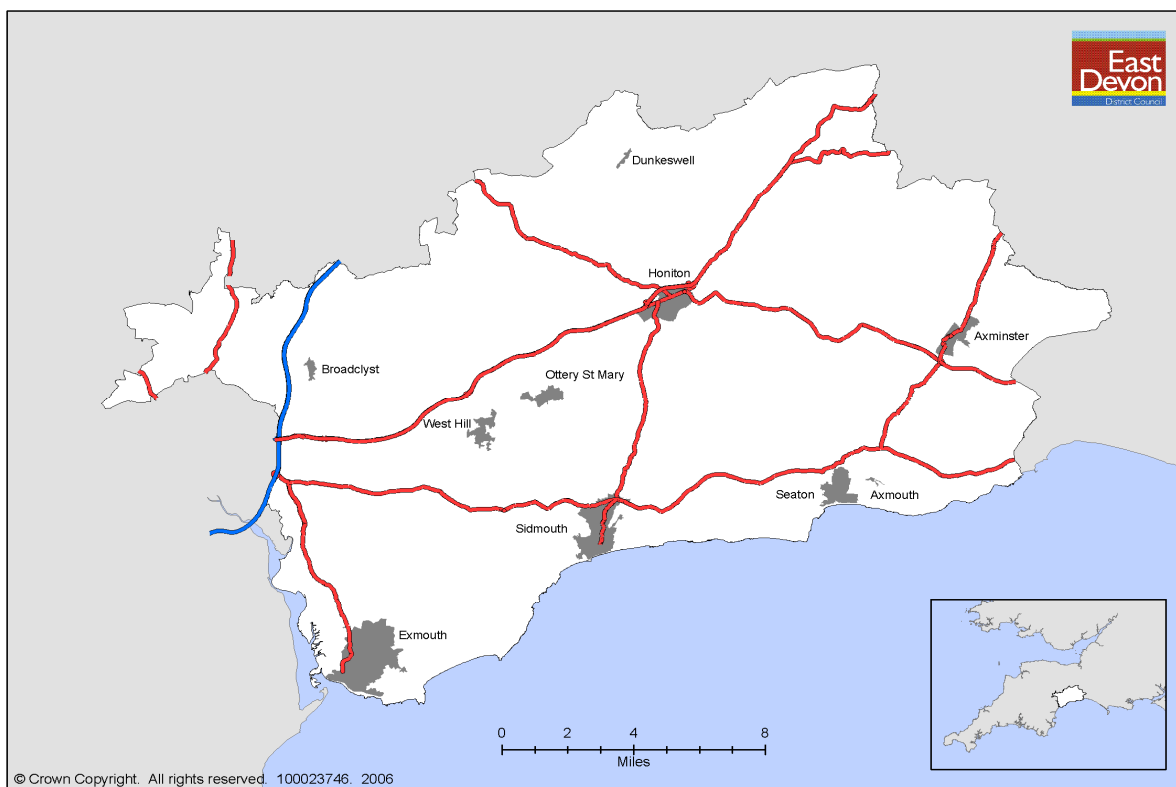 East
Devon
District Council
Dunkeswell
Honiton
Axminster
Broadclyst
Ottery St Mary
West Hill
Seaton
Axmouth
Sidmouth
Exmouth
0 2 4 6 8
Miles
© Crown Copyright. All rights reserved. 100023746. 2006